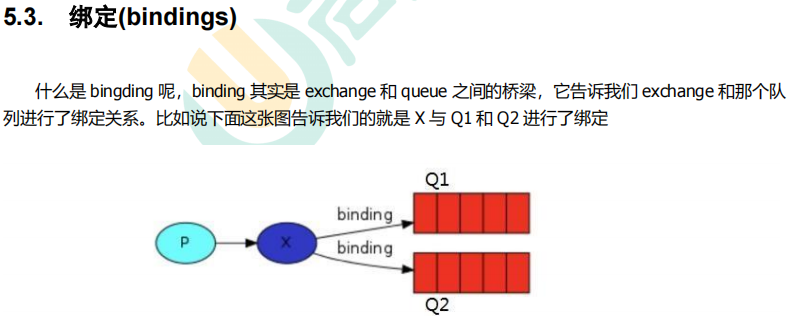 5.3. 绑定(bindings)
什么是 bingding 呢，binding 其实是 exchange 和 queue 之间的桥梁，它告诉我们 exchange 和那个队
列进行了绑定关系。比如说下面这张图告诉我们的就是 X 与 Q1 和 Q2 进行了绑定
Q1
binding
P
X
binding
Q2